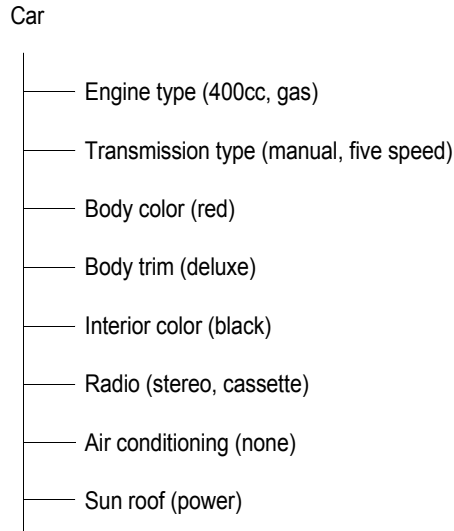 Car
Engine type (400cc, gas)
Transmission type (manual, five speed)
Body color (red)
Body trim (deluxe)
Interior color (black)
Radio (stereo, cassette)
Air conditioning (none)
Sun roof (power)